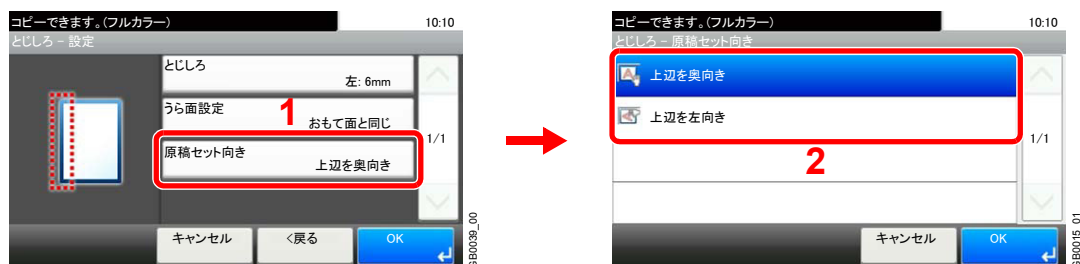 コピーできます。(フルカラー)
10:10
とじしろ - 設定
とじしろ
左: 6mm
うら面設定
1
おもて面と同じ
1/1
原稿セット向き
上辺を奥向き
キャンセル
<戻る
OK
GB0039_00
コピーできます。(フルカラー)
10:10
とじしろ - 原稿セット向き
上辺を奥向き
上辺を左向き
1/1
2
キャンセル
OK
GB0015_01